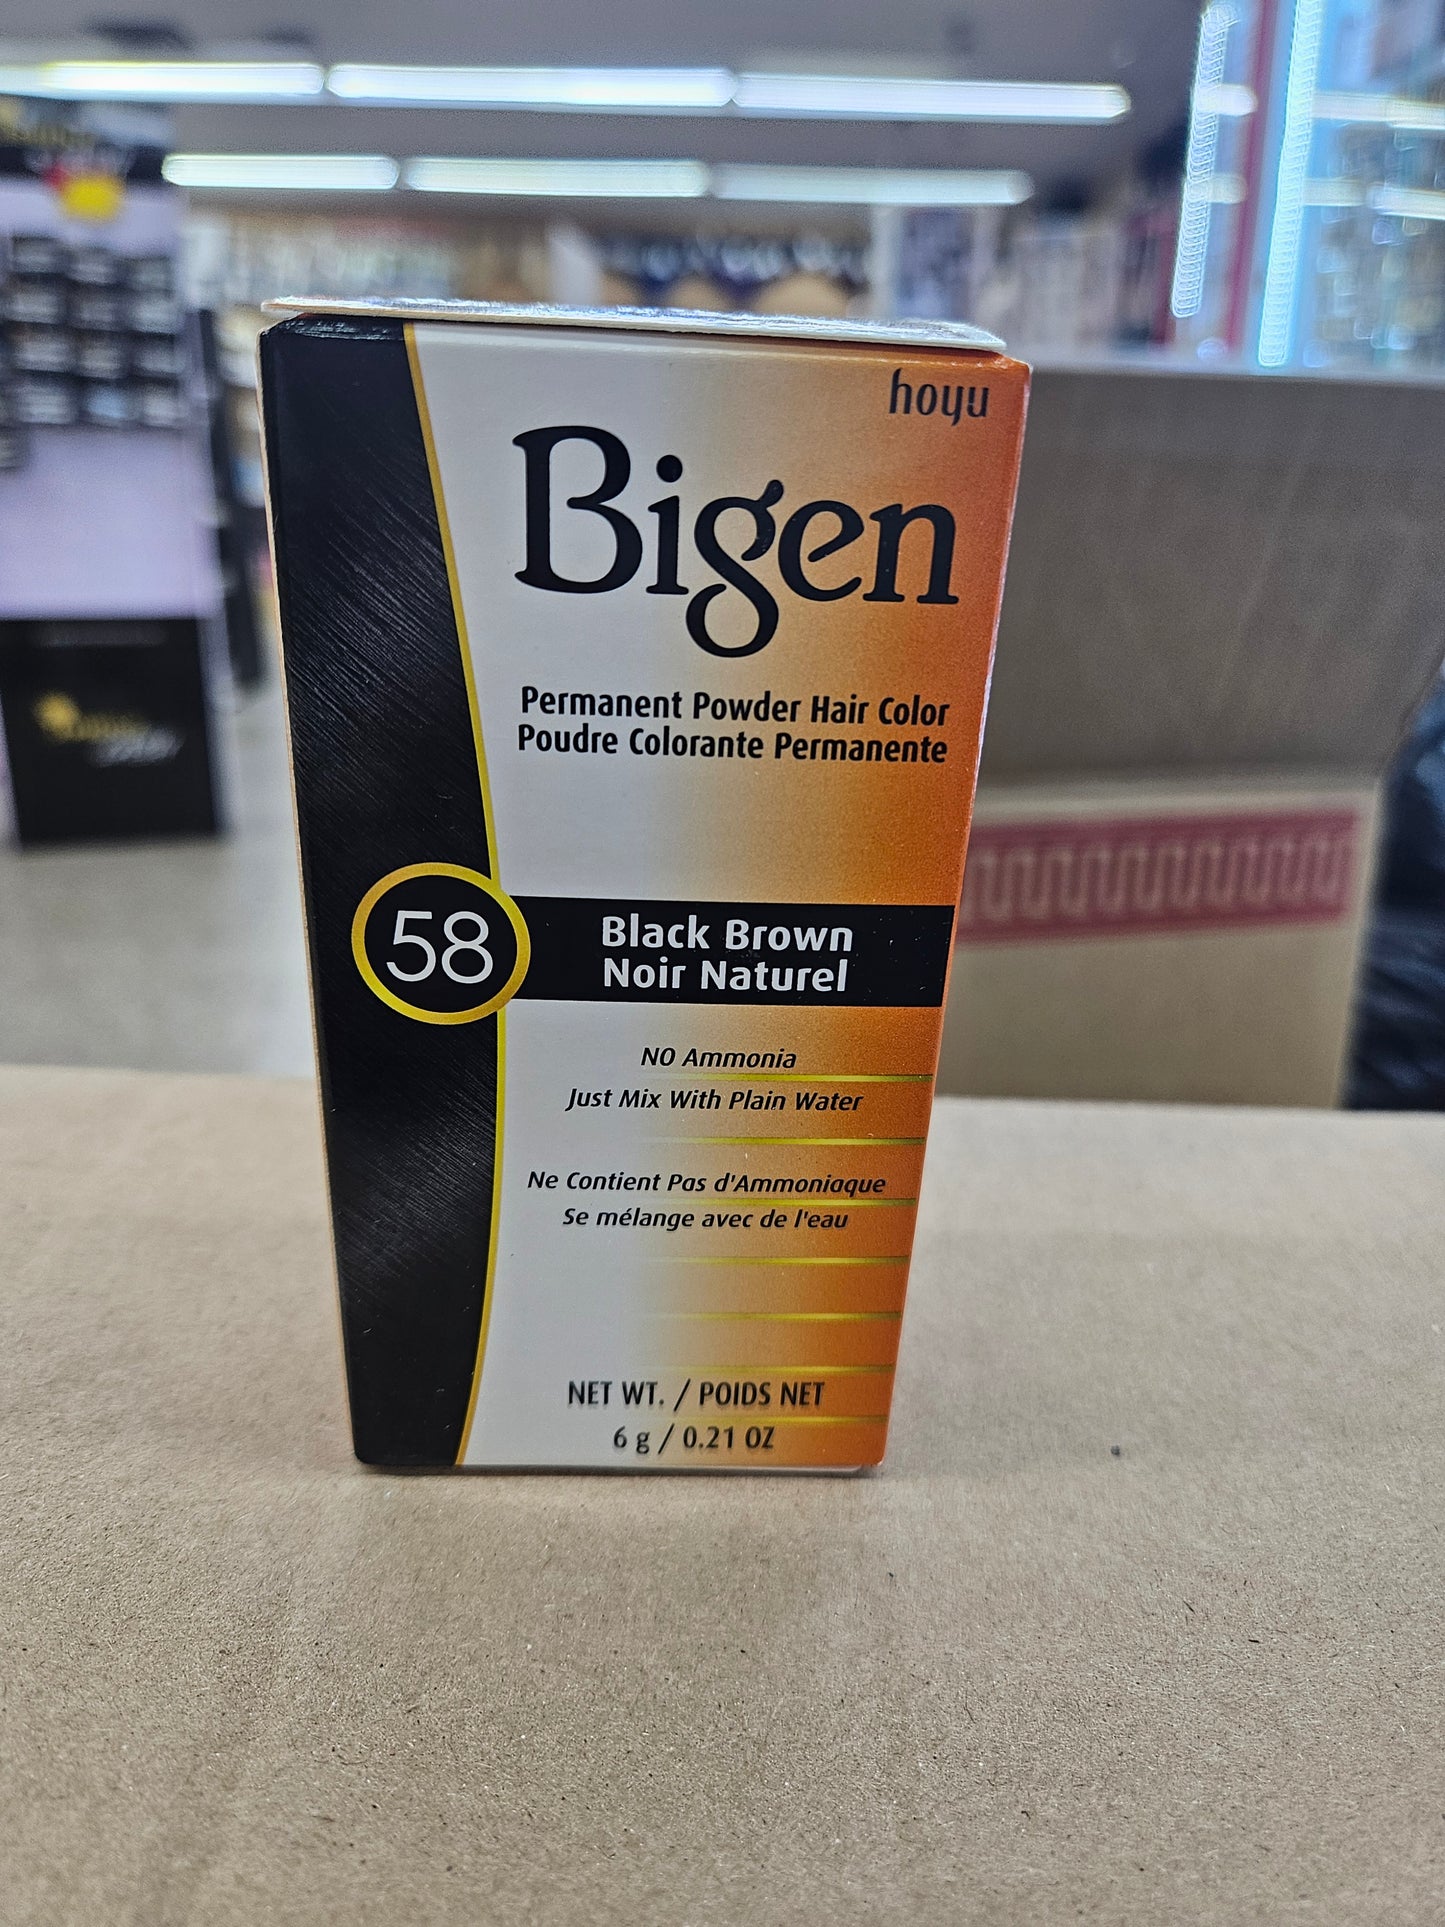 hoyu
Bigen
Permanent Powder Hair Color
Poudre Colorante Permanente
58
Black Brown
Noir Naturel
NO Ammonia
Just Mix With Plain Water
Ne Contient Pas d'Ammoniaque
Se mélange avec de l'eau
NET WT. / POIDS NET
6 g / 0.21 OZ